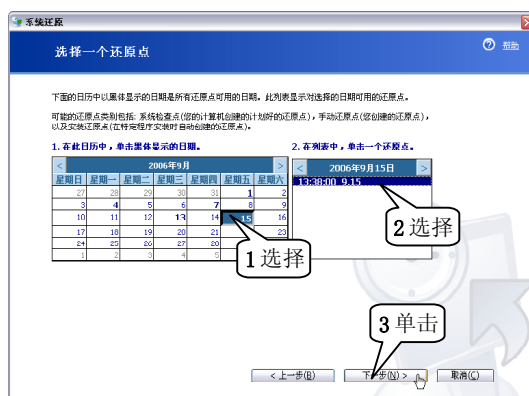 系统还原
选择一个还原点
帮助
下面的日历中以黑体显示的日期是所有还原点可用的日期。此列表显示对选择的日期可用的还原点。
可能的还原点类别包括: 系统检查点(您的计算机创建的计划好的还原点)，手动还原点(您创建的还原点)，
以及安装还原点(在特定程序安装时自动创建的还原点)。
1. 在此日历中，单击黑体显示的日期。
2. 在列表中，单击一个还原点。
< 2006年9月 >
< 2006年9月15日 >
星期日 星期一 星期二 星期三 星期四 星期五 星期六
13:38:00 9.15
27 28 29 30 31 1 2
3 4 5 6 7 8 9
10 11 12 13 14 15 16
17 18 19 20 21 23
24 25 26 27 28
1 2 3 4 5
1选择
2选择
3单击
< 上一步(B)
下一步(N) >
取消(C)